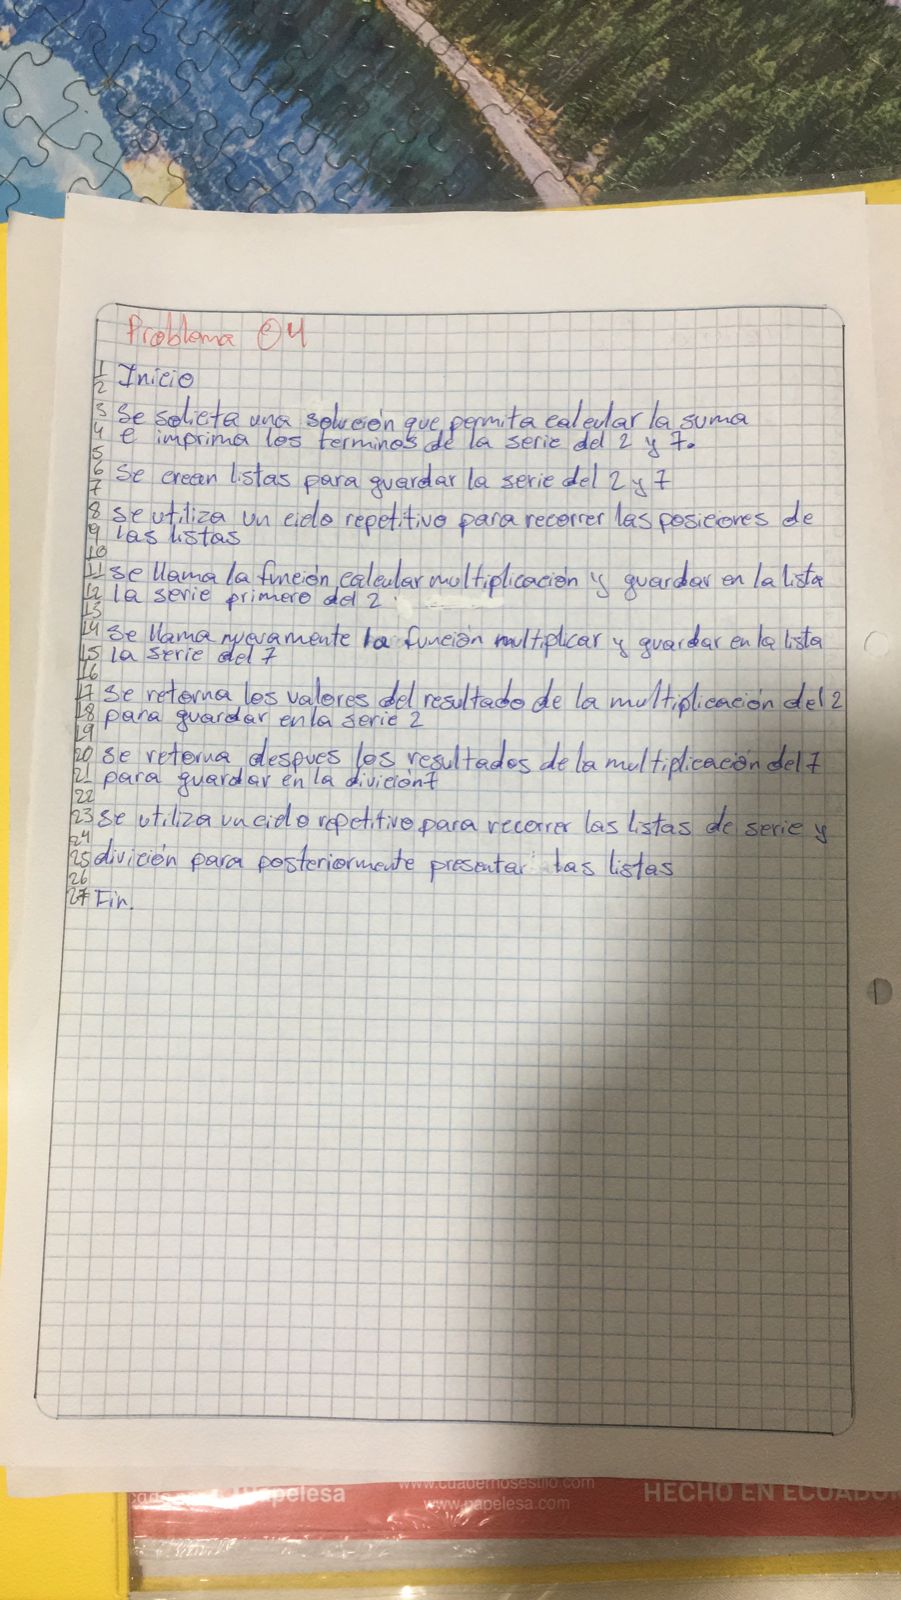 Problema 04
1 Inicio
2
3 Se solicita una solución que permita calcular la suma
4 e imprima los terminos de la serie del 2 y 7.
5
6 Se crean listas para guardar la serie del 2 y 7
7
8 Se utiliza un ciclo repetitivo para recorrer las posiciones de
9 las listas
10
11 Se llama la función calcular multiplicación y guardar en la lista
12 la serie primero del 2
13
14 Se llama nuevamente la función multiplicar y guardar en la lista
15 la serie del 7
16
17 Se retorna los valores del resultado de la multiplicación del 2
18 para guardar en la serie 2
19
20 Se retorna despues los resultados de la multiplicación del 7
21 para guardar en la divición7
22
23 Se utiliza un ciclo repetitivo para recorrer las listas de serie y
24
25 divición para posteriormente presentar las listas
26
27 Fin.
www.cuadernosestilo.com
papelesa
www.papelesa.com
HECHO EN ECUADOR